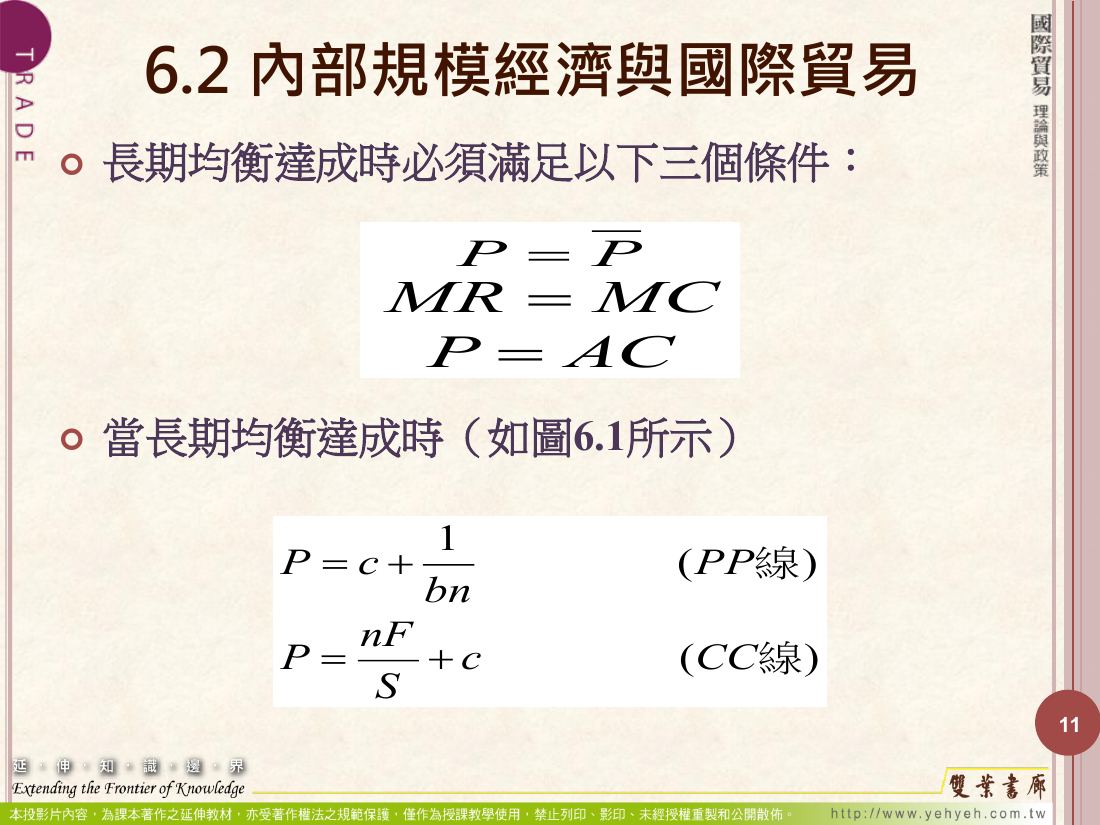 TRADE
6.2 內部規模經濟與國際貿易
國際貿易 理論與政策
長期均衡達成時必須滿足以下三個條件：
P = P̅
MR = MC
P = AC
當長期均衡達成時（如圖6.1所示）
P = c + 1/bn (PP線)
P = nF/S + c (CC線)
11
延。伸。知。識。邊。界
Extending the Frontier of Knowledge
雙葉書廊
本投影片內容，為課本著作之延伸教材，亦受著作權法之規範保護，僅作為授課教學使用，禁止列印、影印、未經授權重製和公開散佈。
http://www.yehyeh.com.tw